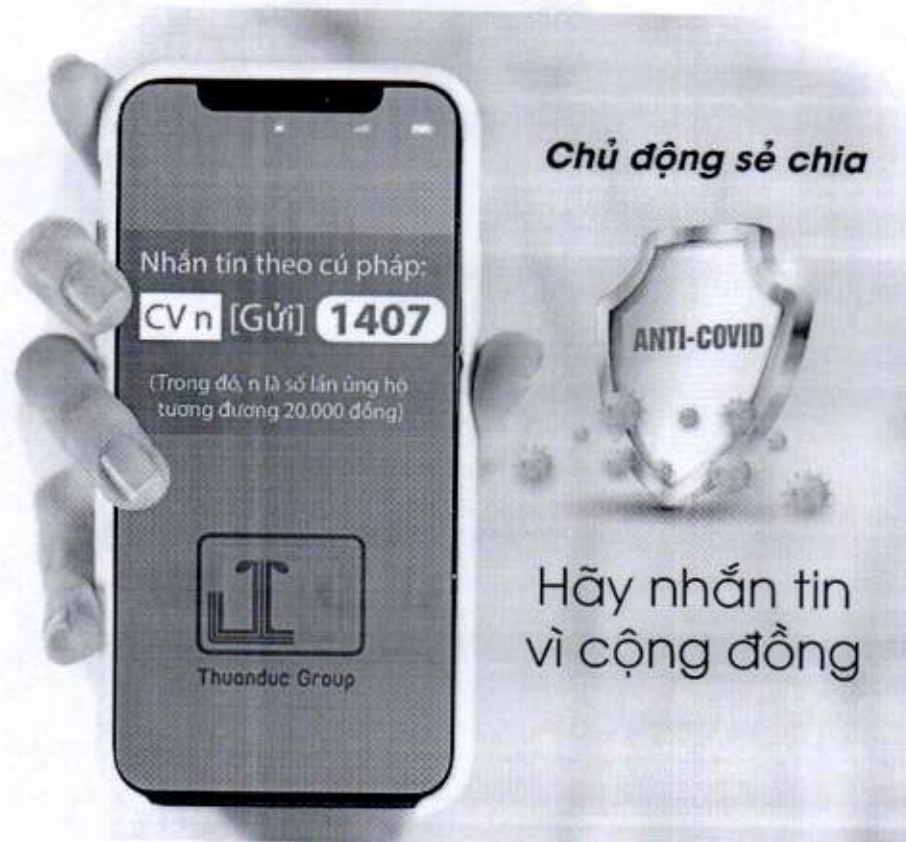 Nhắn tin theo cú pháp:
CV n [Gửi] 1407
(Trong đó, n là số lần ủng hộ
tương đương 20.000 đồng)
Thuanduc Group
Chủ động sẻ chia
ANTI-COVID
Hãy nhắn tin
vì cộng đồng